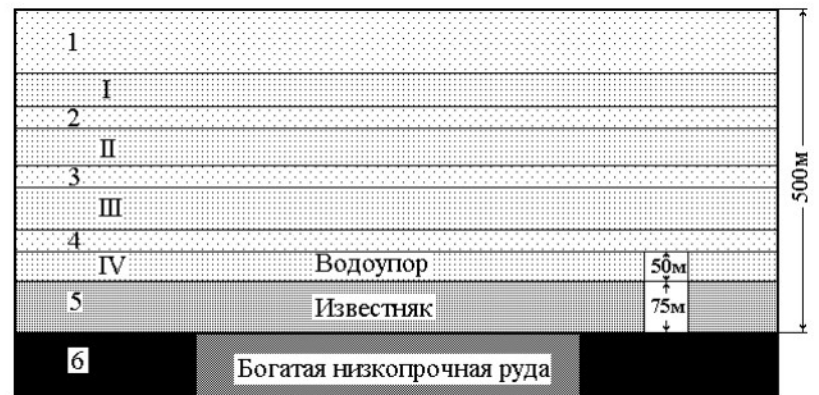 1
I
2
II
3
III
4
IV Водоупор 50м
5 Известняк 75м
6 Богатая низкопрочная руда
500м